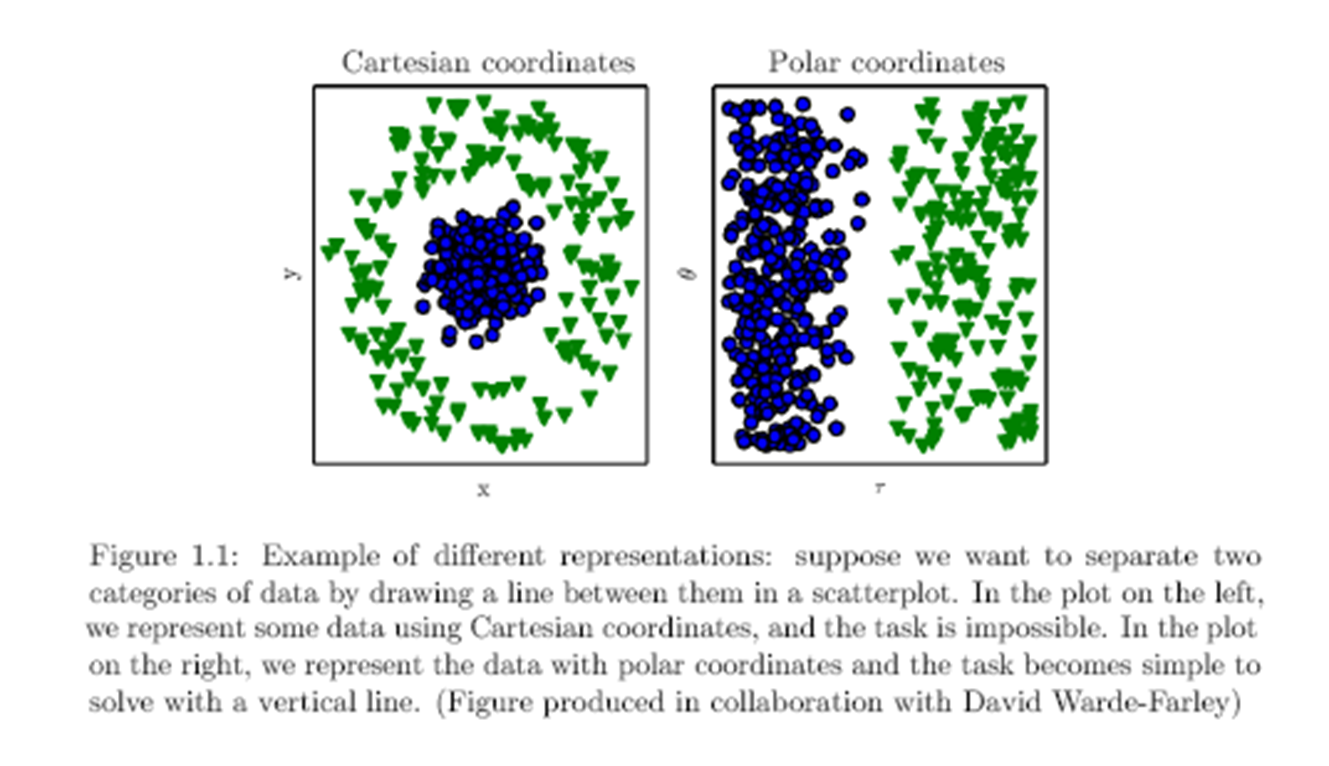 Cartesian coordinates
Polar coordinates
y
θ
x
r
Figure 1.1: Example of different representations: suppose we want to separate two
categories of data by drawing a line between them in a scatterplot. In the plot on the left,
we represent some data using Cartesian coordinates, and the task is impossible. In the plot
on the right, we represent the data with polar coordinates and the task becomes simple to
solve with a vertical line. (Figure produced in collaboration with David Warde-Farley)